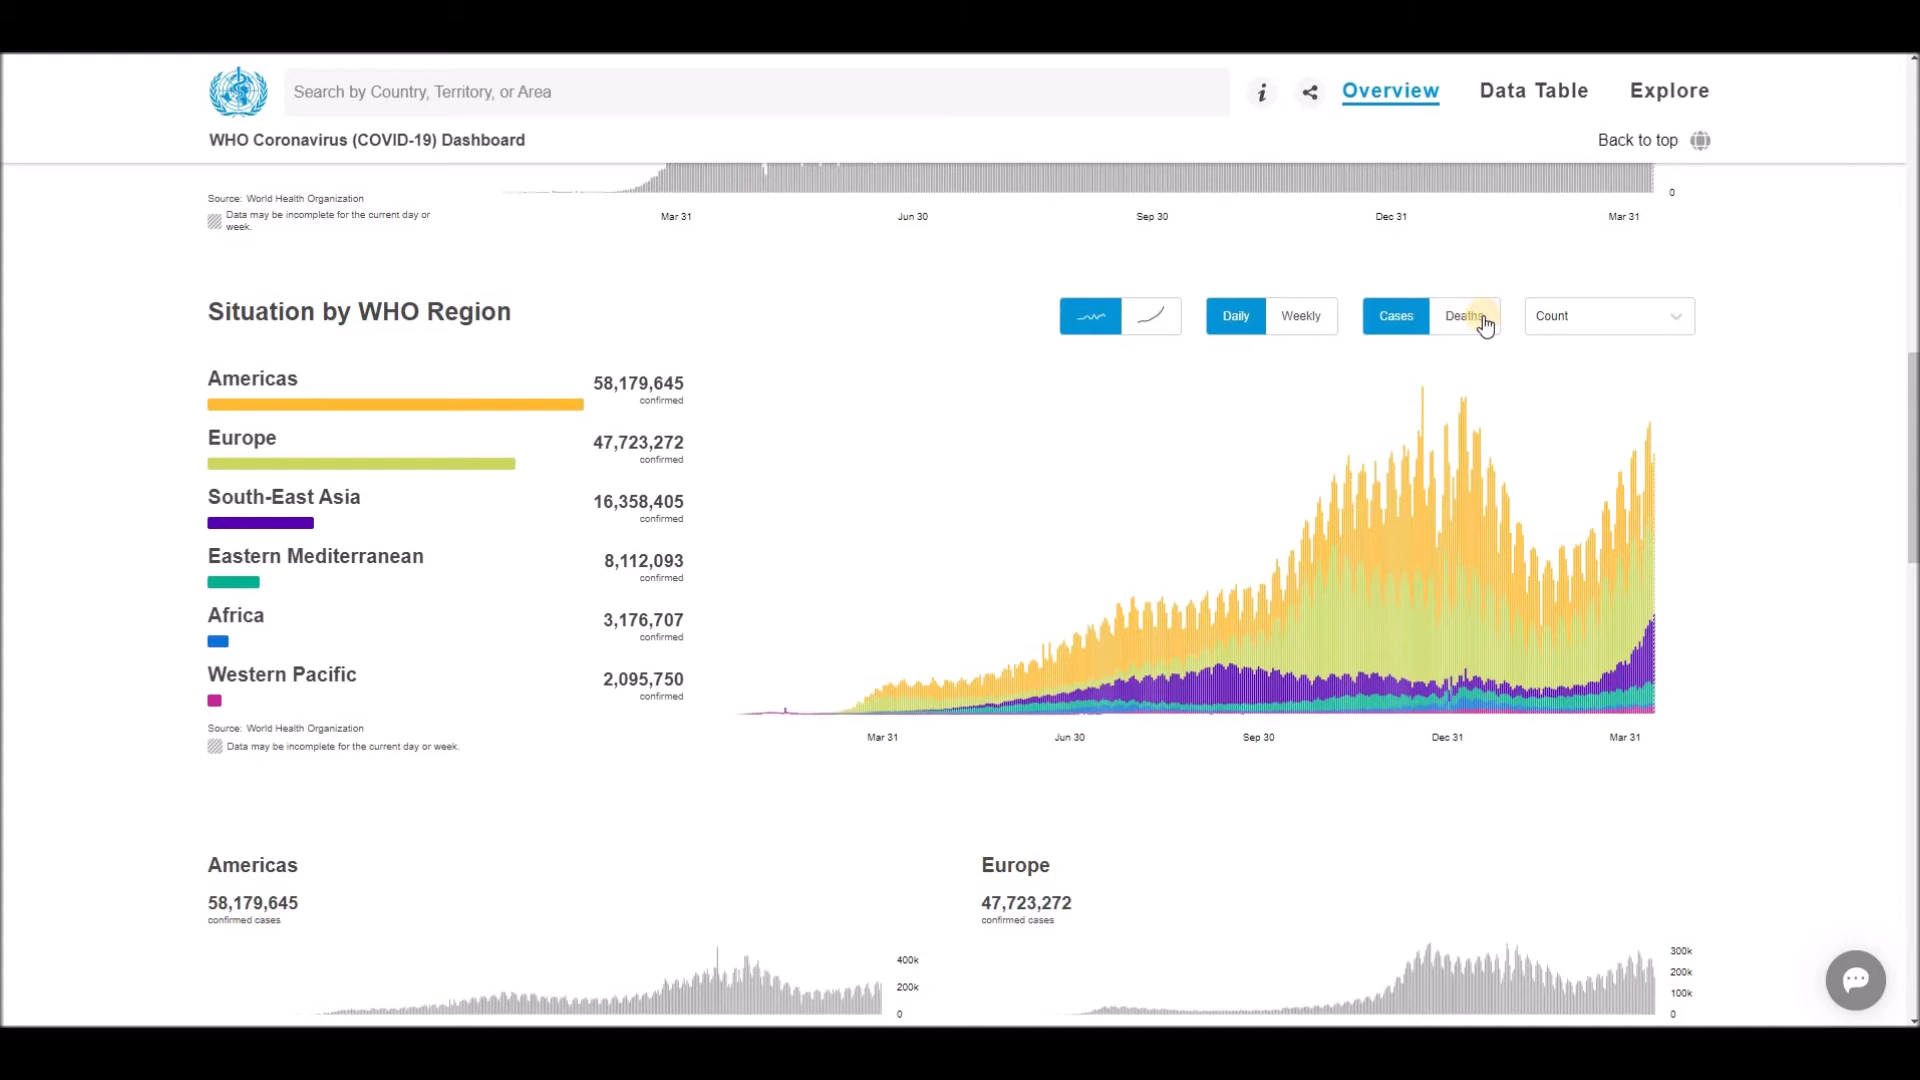 Search by Country, Territory, or Area
Overview
Data Table
Explore
WHO Coronavirus (COVID-19) Dashboard
Back to top
Source: World Health Organization
Data may be incomplete for the current day or
week.
0
Mar 31
Jun 30
Sep 30
Dec 31
Mar 31
Situation by WHO Region
Daily
Weekly
Cases
Deaths
Count
Americas
58,179,645
confirmed
Europe
47,723,272
confirmed
South-East Asia
16,358,405
confirmed
Eastern Mediterranean
8,112,093
confirmed
Africa
3,176,707
confirmed
Western Pacific
2,095,750
confirmed
Source: World Health Organization
Data may be incomplete for the current day or week.
Mar 31
Jun 30
Sep 30
Dec 31
Mar 31
Americas
58,179,645
confirmed cases
400k
200k
0
Europe
47,723,272
confirmed cases
300k
200k
100k
0